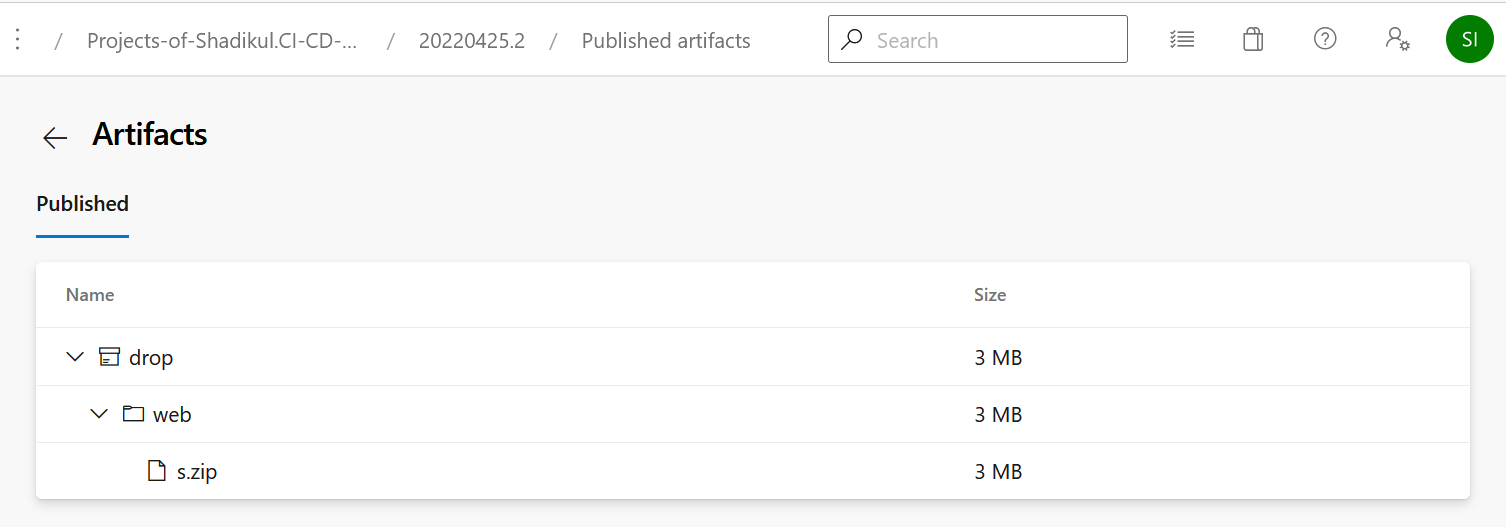 / Projects-of-Shadikul.CI-CD-... / 20220425.2 / Published artifacts Search SI
Artifacts
Published
Name Size
drop 3 MB
web 3 MB
s.zip 3 MB